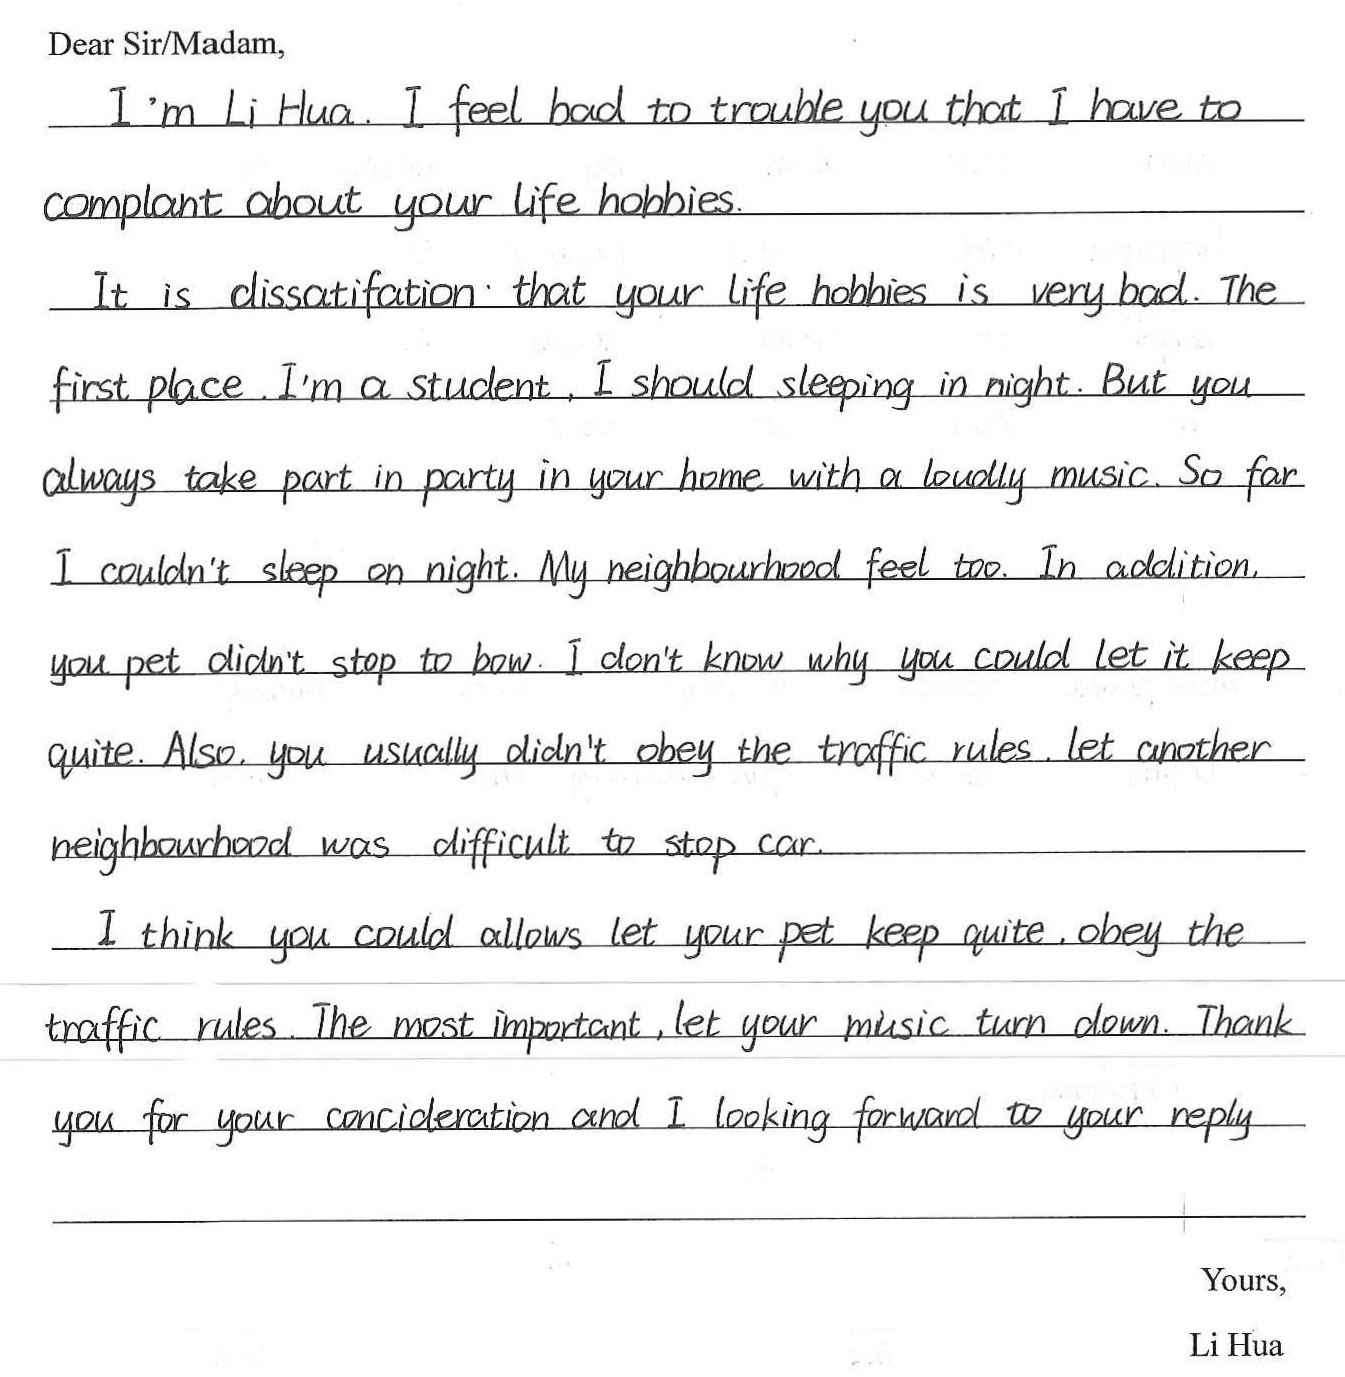 Dear Sir/Madam,
I'm Li Hua. I feel bad to trouble you that I have to
complant about your life hobbies.
It is dissatifation that your life hobbies is very bad. The
first place. I'm a student, I should sleeping in night. But you
always take part in party in your home with a loudly music. So far
I couldn't sleep on night. My neighbourhood feel too. In addition,
you pet didn't stop to bow. I don't know why you could let it keep
quite. Also, you usually didn't obey the traffic rules. let another
neighbourhood was difficult to stop car.
I think you could allows let your pet keep quite, obey the
traffic rules. The most important, let your music turn down. Thank
you for your concideration and I looking forward to your reply
Yours,
Li Hua